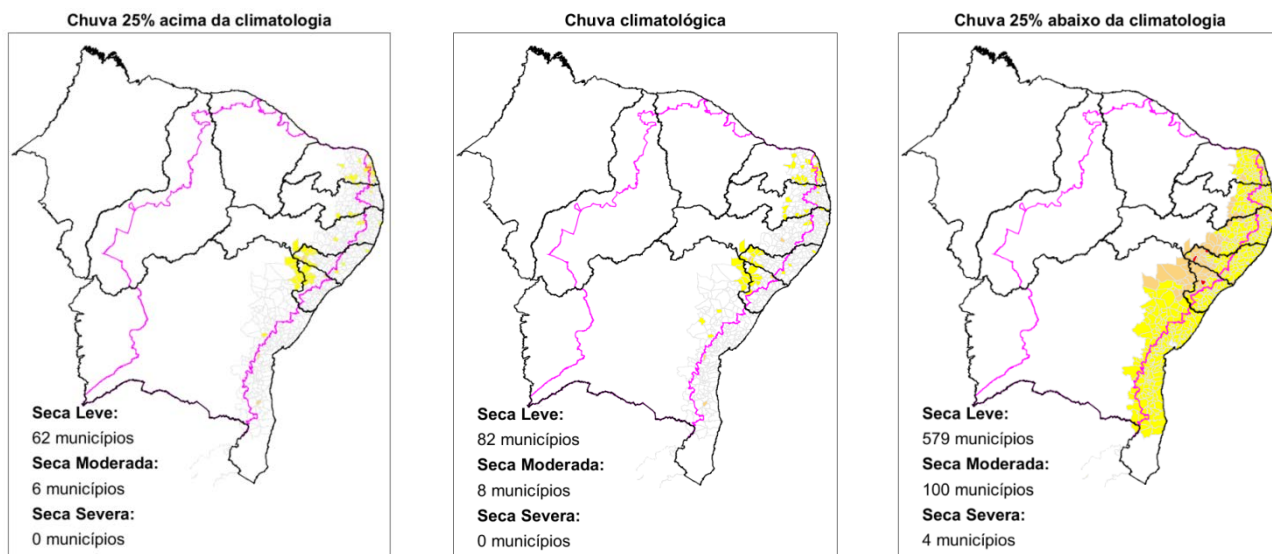 Chuva 25% acima da climatologia
Seca Leve:
62 municípios
Seca Moderada:
6 municípios
Seca Severa:
0 municípios
Chuva climatológica
Seca Leve:
82 municípios
Seca Moderada:
8 municípios
Seca Severa:
0 municípios
Chuva 25% abaixo da climatologia
Seca Leve:
579 municípios
Seca Moderada:
100 municípios
Seca Severa:
4 municípios